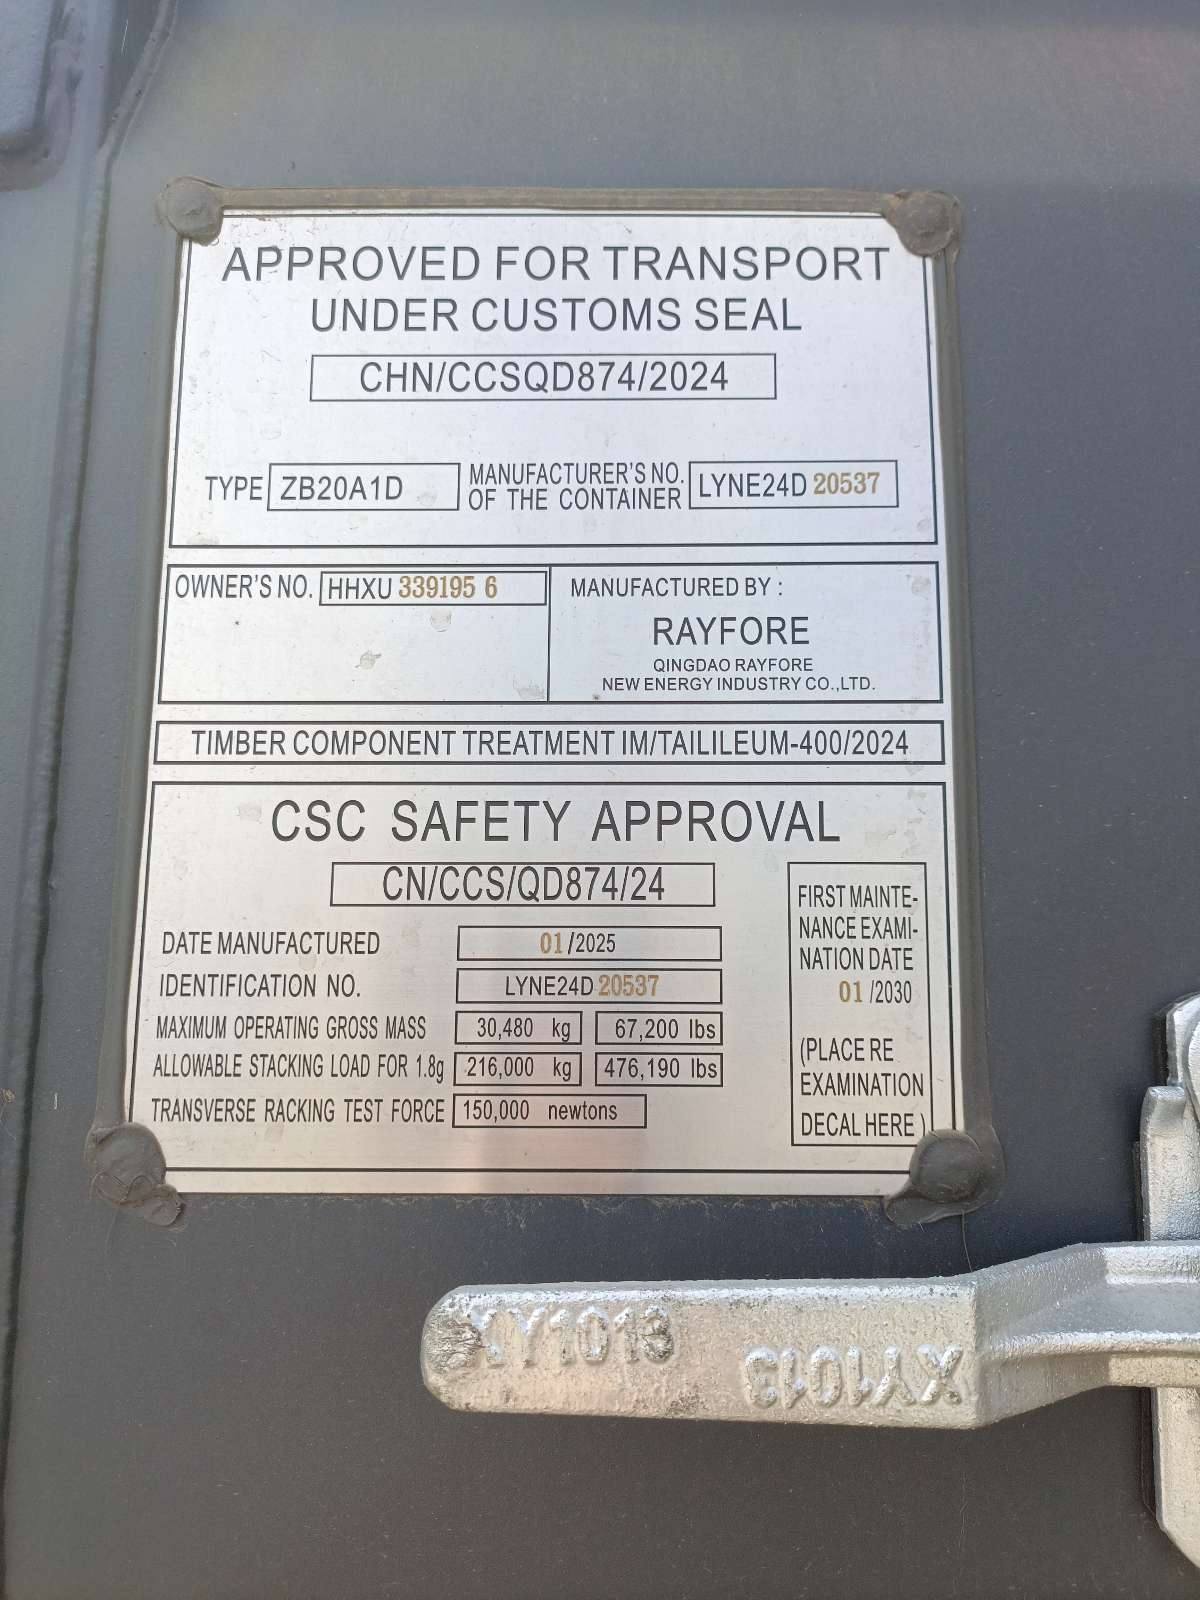 APPROVED FOR TRANSPORT
UNDER CUSTOMS SEAL
CHN/CCSQD874/2024
TYPE ZB20A1D MANUFACTURER'S NO. OF THE CONTAINER LYNE24D 20537
OWNER'S NO. HHXU 339195 6
MANUFACTURED BY :
RAYFORE
QINGDAO RAYFORE
NEW ENERGY INDUSTRY CO.,LTD.
TIMBER COMPONENT TREATMENT IM/TAILILEUM-400/2024
CSC SAFETY APPROVAL
CN/CCS/QD874/24
DATE MANUFACTURED 01/2025
IDENTIFICATION NO. LYNE24D 20537
MAXIMUM OPERATING GROSS MASS 30,480 kg 67,200 lbs
ALLOWABLE STACKING LOAD FOR 1.8g 216,000 kg 476,190 lbs
TRANSVERSE RACKING TEST FORCE 150,000 newtons
FIRST MAINTE-
NANCE EXAMI-
NATION DATE
01 /2030
(PLACE RE
EXAMINATION
DECAL HERE )
XY1013
XY1013